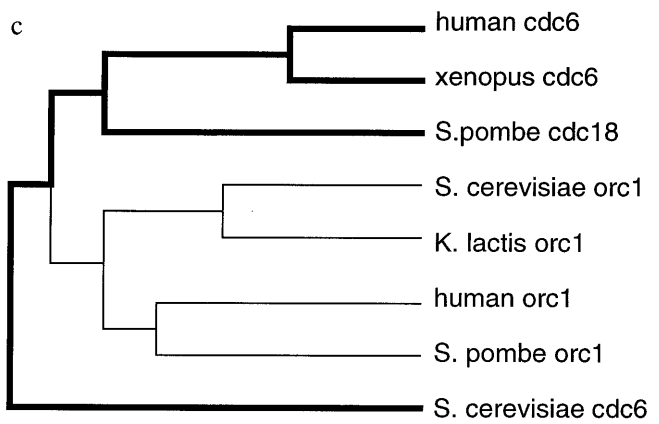 c
human cdc6
xenopus cdc6
S.pombe cdc18
S. cerevisiae orc1
K. lactis orc1
human orc1
S. pombe orc1
S. cerevisiae cdc6